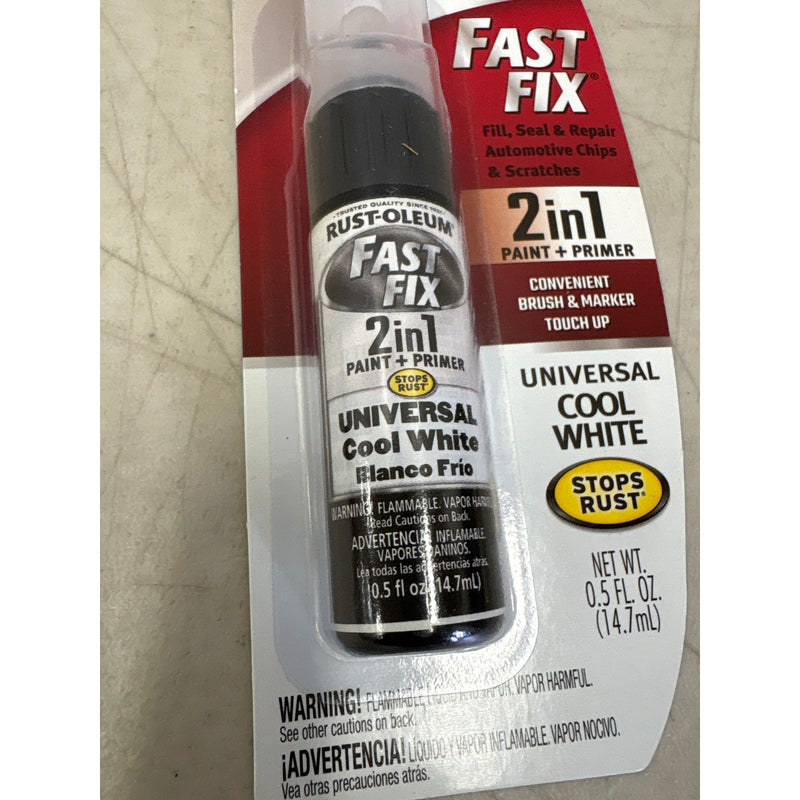 FAST
FIX®
Fill, Seal & Repair
Automotive Chips
& Scratches
2in1
PAINT + PRIMER
CONVENIENT
BRUSH & MARKER
TOUCH UP
UNIVERSAL
COOL
WHITE
STOPS
RUST®
NET WT.
0.5 FL. OZ.
(14.7mL)
TRUSTED QUALITY SINCE 1921
RUST-OLEUM®
FAST
FIX
2in1
PAINT + PRIMER
STOPS
RUST®
UNIVERSAL
Cool White
Blanco Frío
WARNING! FLAMMABLE. VAPOR
Read Cautions on Back.
ADVERTENCIA INFLAMABLE.
VAPORES DANINOS.
Lea todas las advertencias atras.
0.5 fl oz (14.7mL)
WARNING! FLAMMABLE LIQUID AND VAPOR. VAPOR HARMFUL.
See other cautions on back.
¡ADVERTENCIA! LÍQUIDO Y VAPOR INFLAMABLE. VAPOR NOCIVO.
Vea otras precauciones atrás.